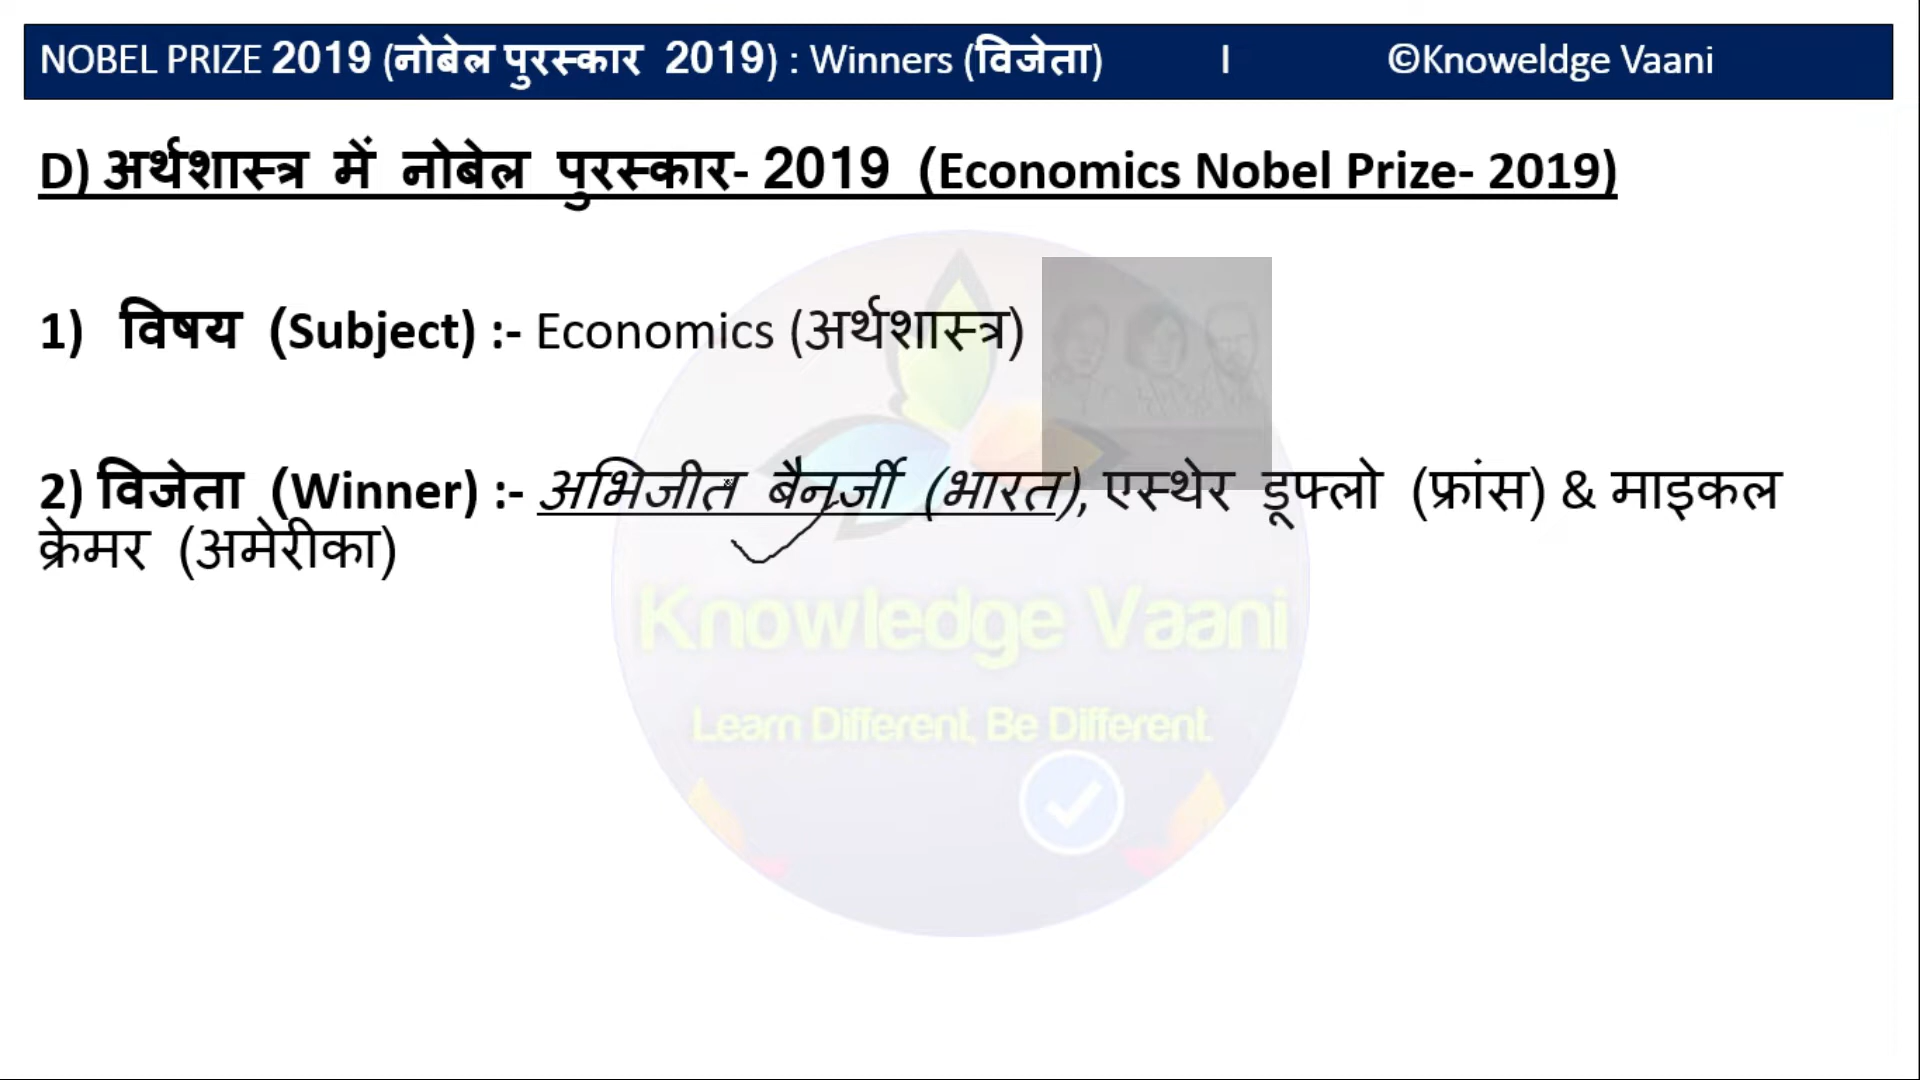 NOBEL PRIZE 2019 (नोबेल पुरस्कार 2019) : Winners (विजेता) I ©Knoweldge Vaani
D) अर्थशास्त्र में नोबेल पुरस्कार- 2019 (Economics Nobel Prize- 2019)
1) विषय (Subject) :- Economics (अर्थशास्त्र)
2) विजेता (Winner) :- अभिजीत बैनर्जी (भारत), एस्थेर डूफ्लो (फ्रांस) & माइकल
क्रेमर (अमेरीका)
Knowledge Vaani
Learn Different, Be Different